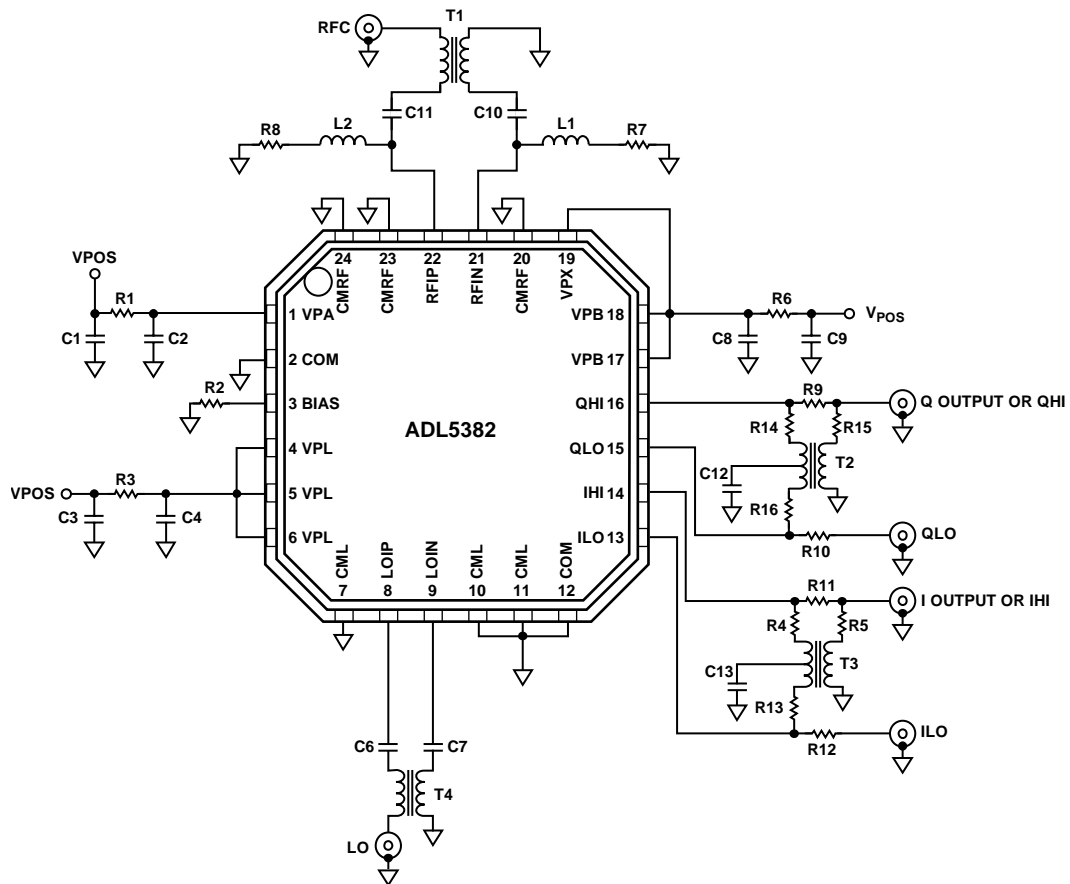 T1
RFC
C11
C10
R8
L2
L1
R7
VPOS
R1
C1
C2
24
23
22
21
20
19
CMRF
CMRF
RFIP
RFIN
CMRF
VPX
1 VPA
2 COM
3 BIAS
4 VPL
5 VPL
6 VPL
R2
VPOS
R3
C3
C4
ADL5382
VPB 18
VPB 17
QHI 16
QLO 15
IHI 14
ILO 13
CML
LOIP
LOIN
CML
CML
COM
7
8
9
10
11
12
R6
VPOS
C8
C9
R9
Q OUTPUT OR QHI
R14
R15
C12
T2
R16
R10
QLO
R11
I OUTPUT OR IHI
R4
R5
C13
T3
R13
R12
ILO
C6
C7
T4
LO